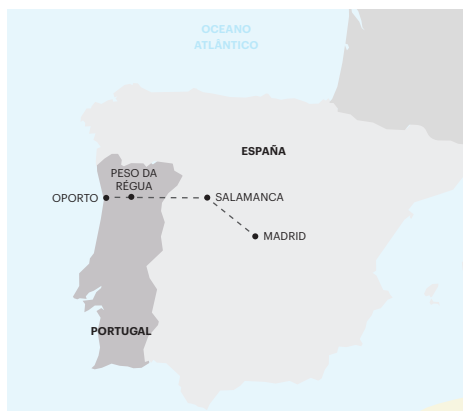 OCEANO
ATLÁNTICO
ESPAÑA
PESO DA
RÉGUA
OPORTO
SALAMANCA
MADRID
PORTUGAL